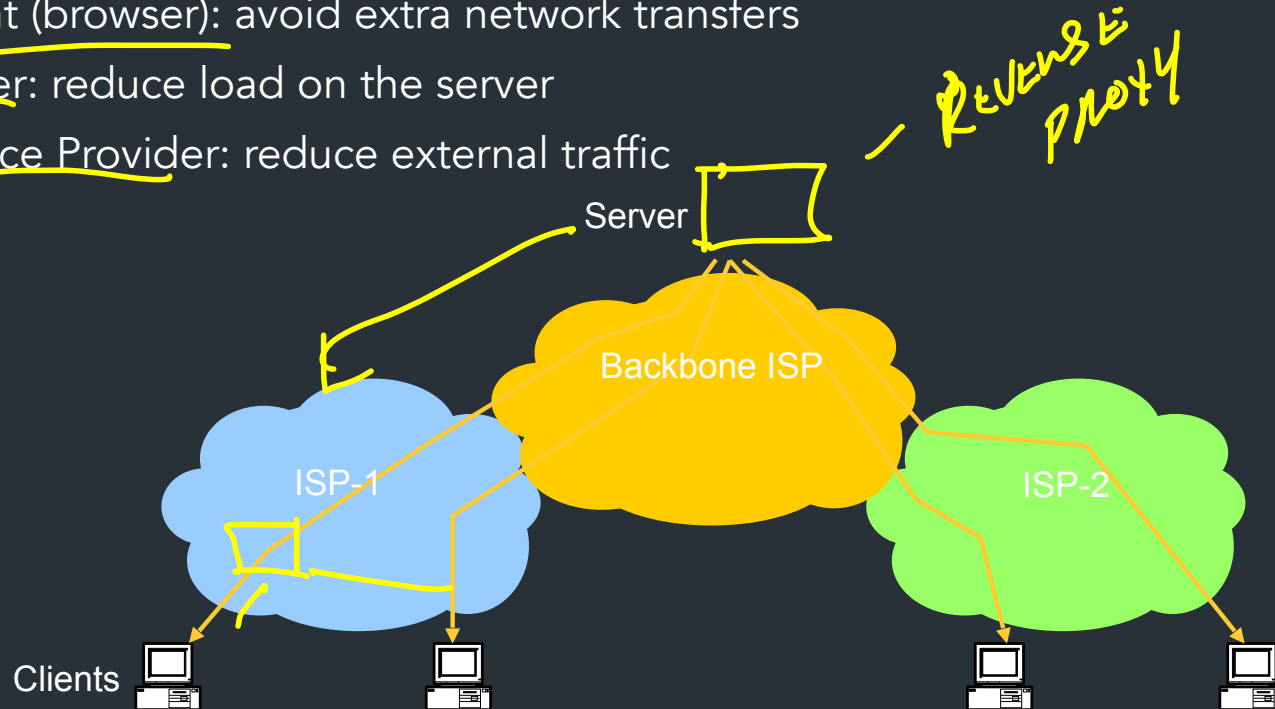 nt (browser): avoid extra network transfers
er: reduce load on the server
ce Provider: reduce external traffic
REVERSE
PROXY
Server
Backbone ISP
ISP-1
ISP-2
Clients